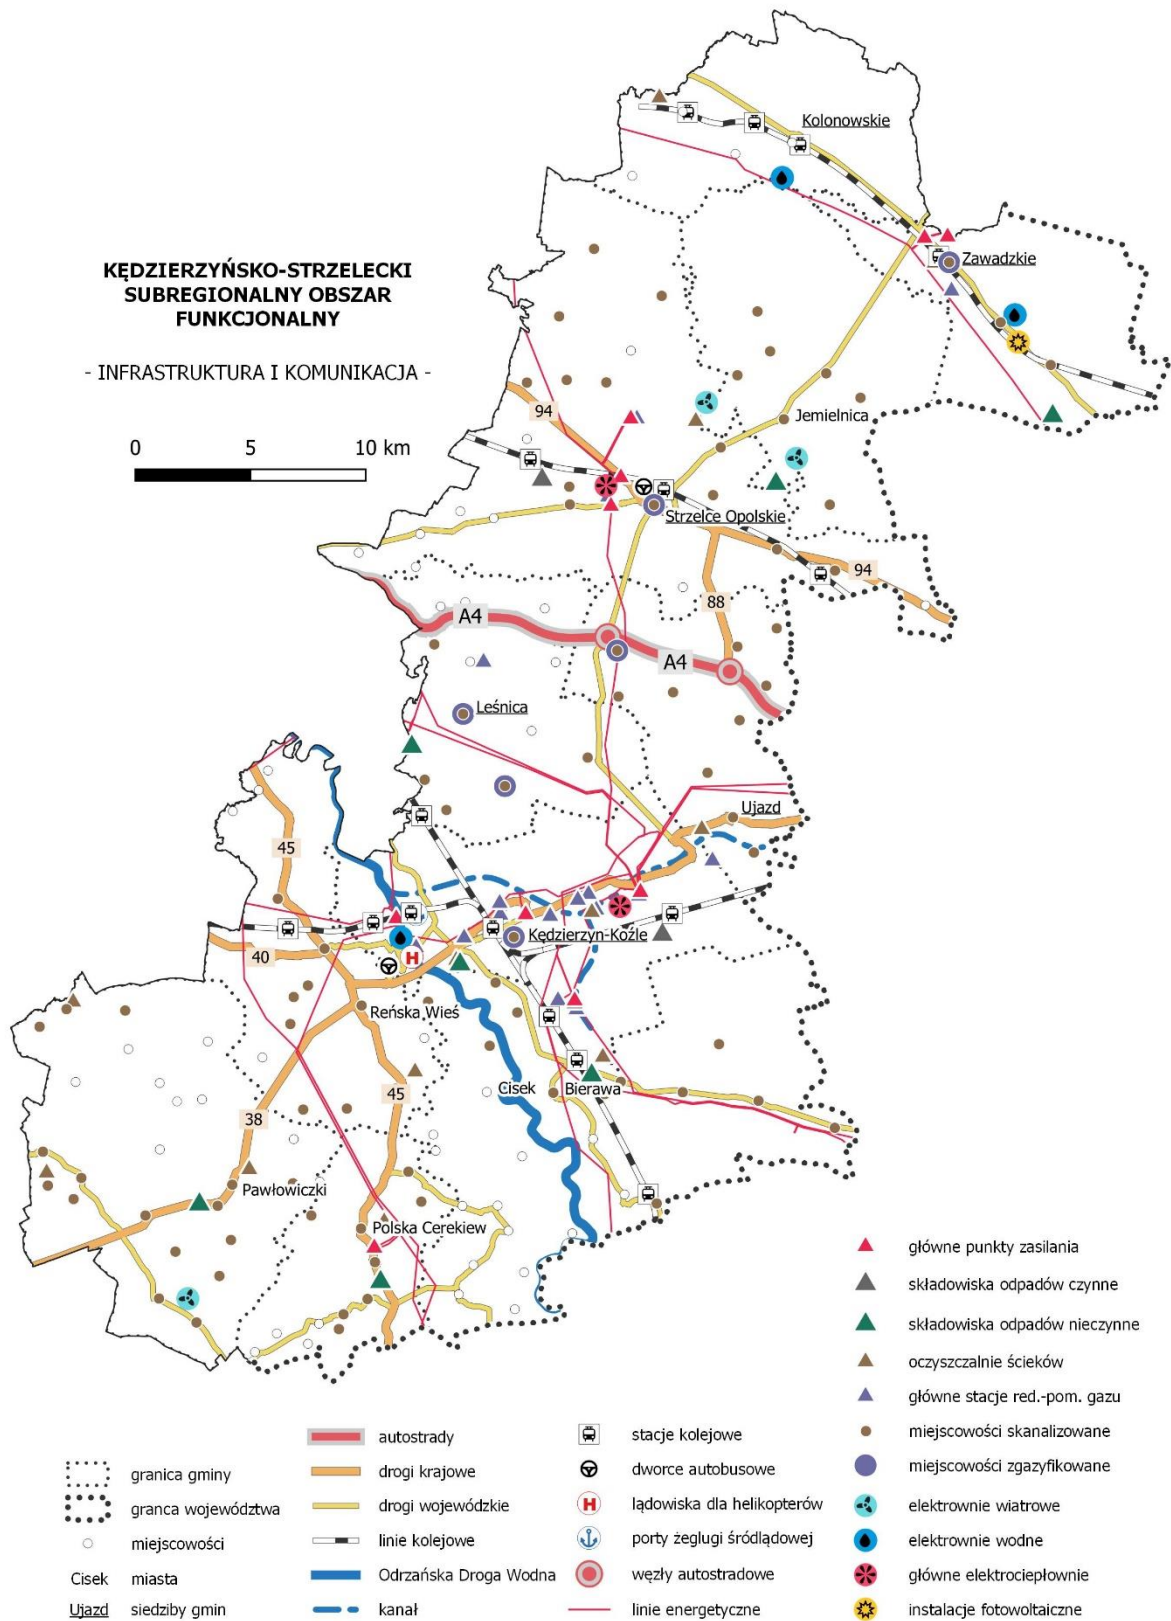 KĘDZIERZYŃSKO-STRZELECKI
SUBREGIONALNY OBSZAR
FUNKCJONALNY
- INFRASTRUKTURA I KOMUNIKACJA -
0 5 10 km
Kolonowskie
Zawadzkie
94
Jemielnica
Strzelce Opolskie
94
88
A4
A4
Leśnica
Ujazd
45
Kędzierzyn-Koźle
H
40
Reńska Wieś
Cisek
Bierawa
45
38
Pawłowiczki
Polska Cerekiew
główne punkty zasilania
składowiska odpadów czynne
składowiska odpadów nieczynne
oczyszczalnie ścieków
główne stacje red.-pom. gazu
miejscowości skanalizowane
miejscowości zgazyfikowane
elektrownie wiatrowe
elektrownie wodne
główne elektrociepłownie
instalacje fotowoltaiczne
stacje kolejowe
dworce autobusowe
H lądowiska dla helikopterów
porty żeglugi śródlądowej
węzły autostradowe
linie energetyczne
autostrady
drogi krajowe
drogi wojewódzkie
linie kolejowe
Odrzańska Droga Wodna
kanał
granica gminy
granca województwa
miejscowości
Cisek miasta
Ujazd siedziby gmin